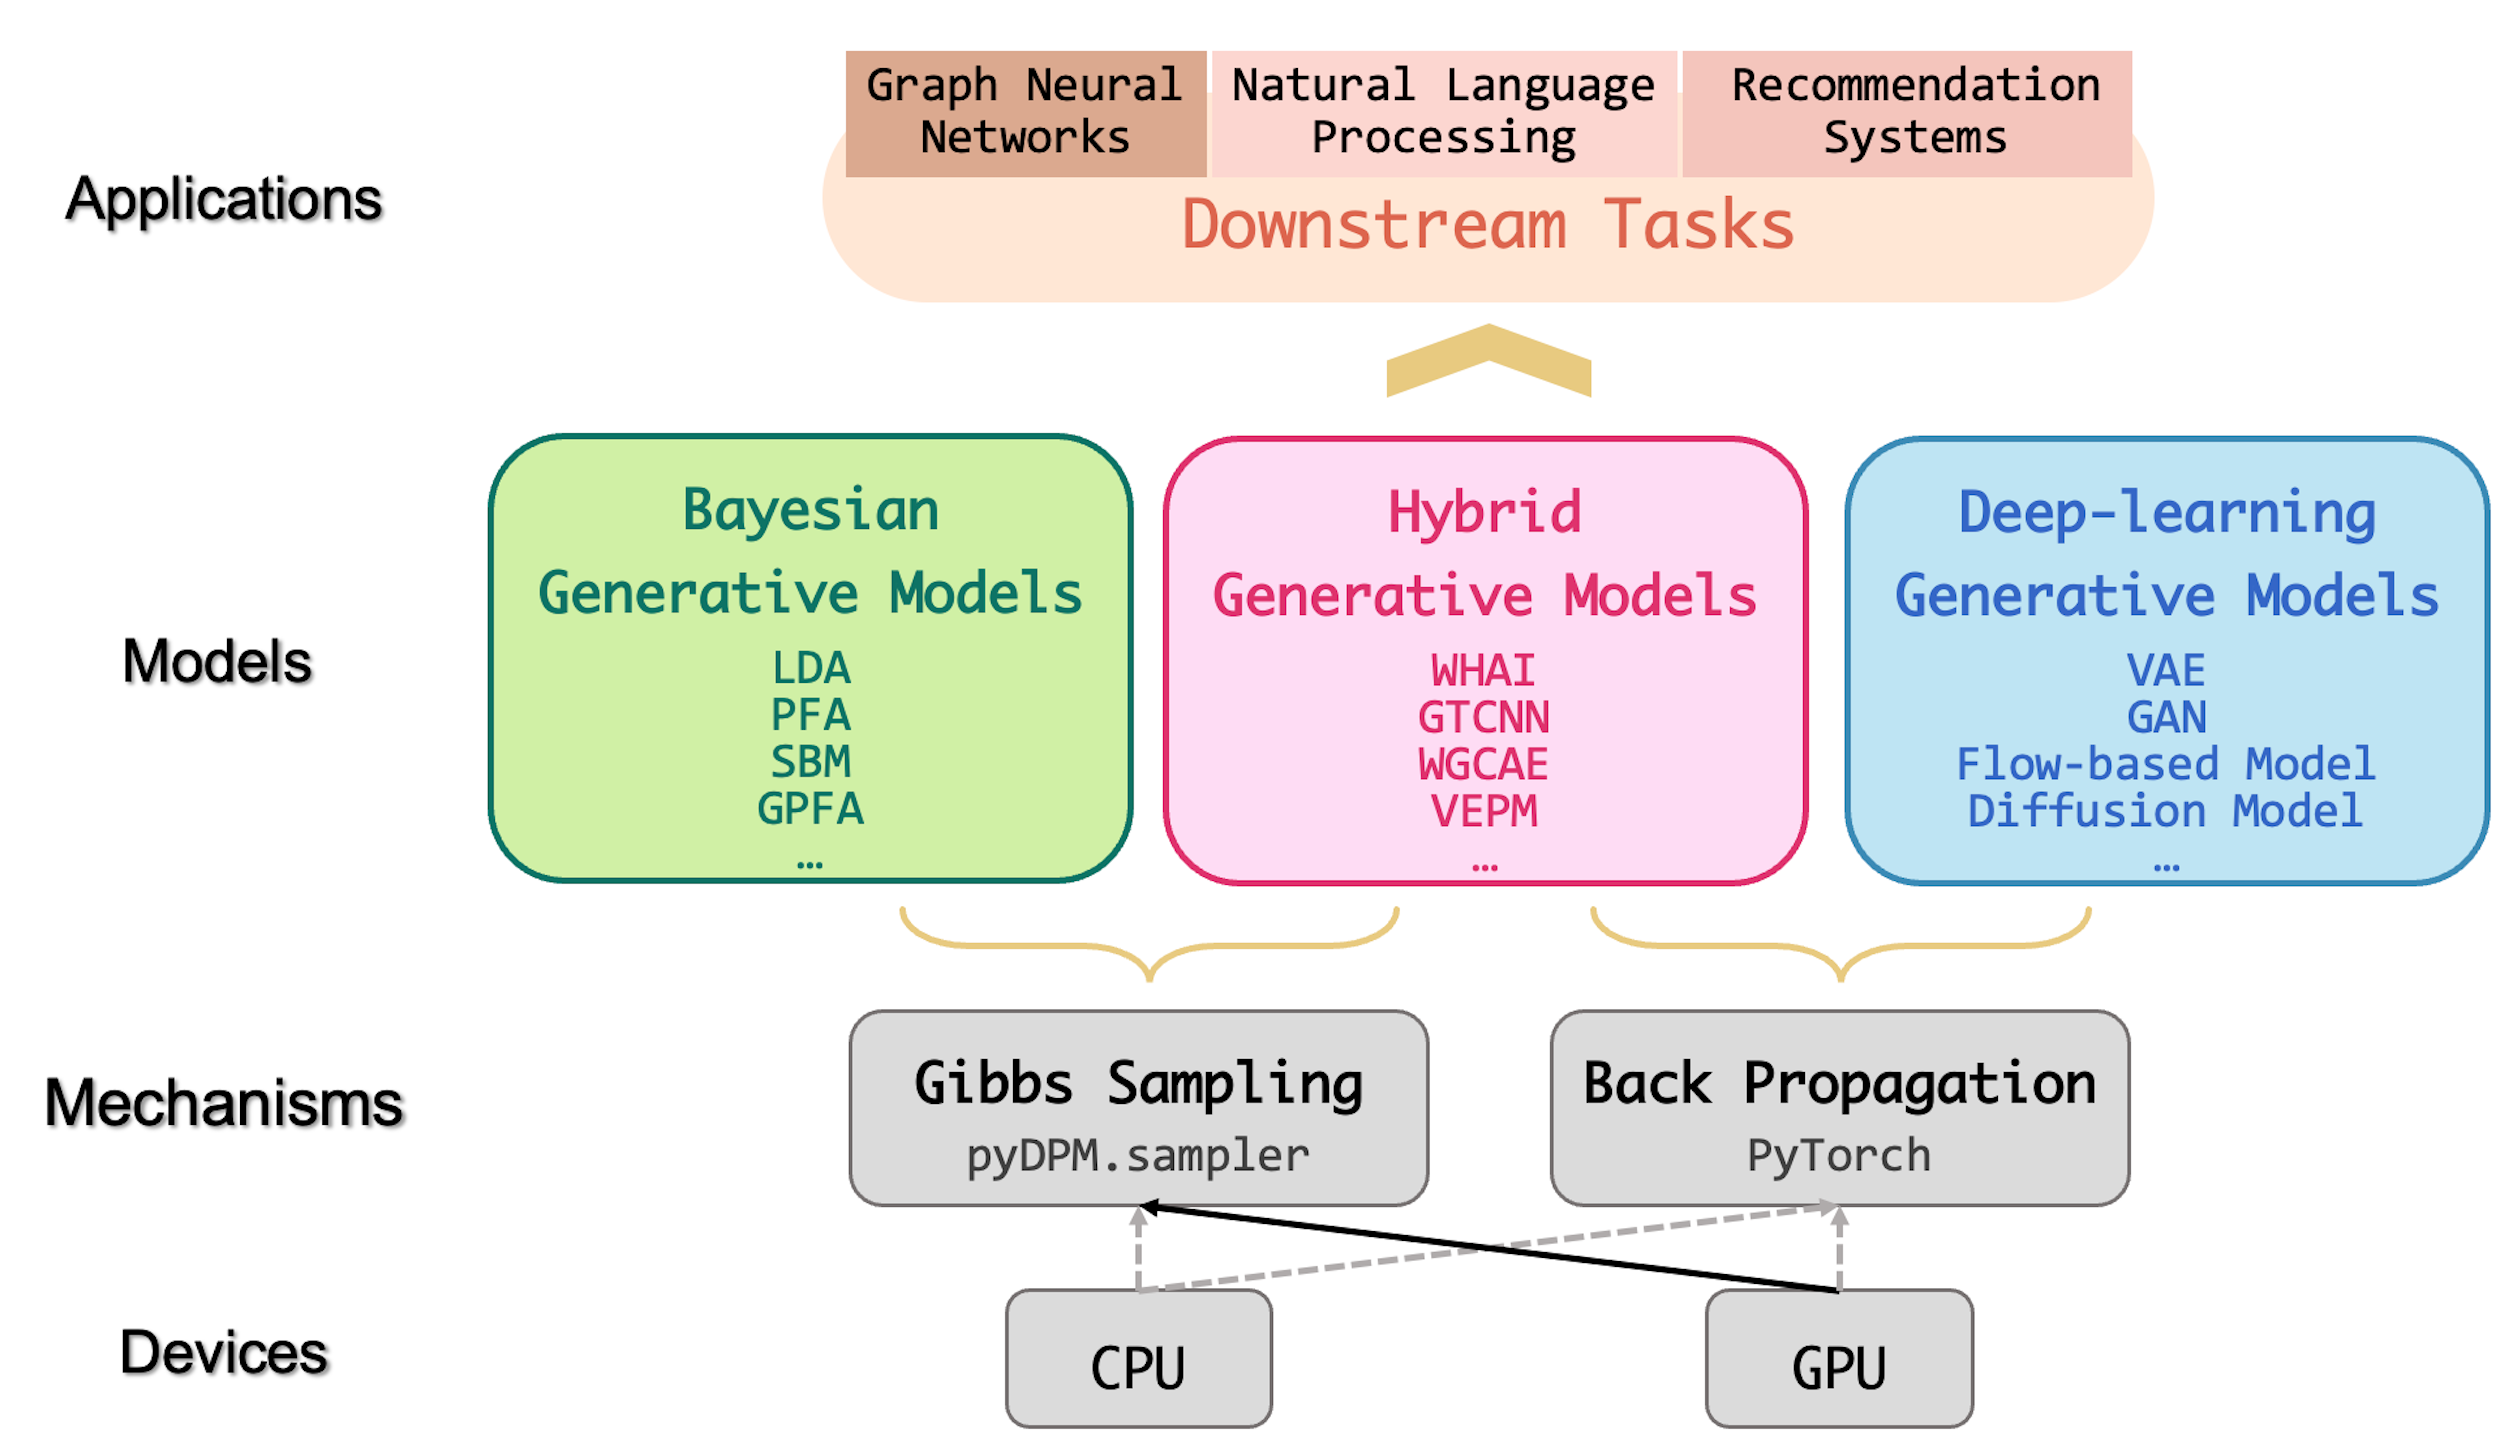 Graph Neural
Networks
Natural Language
Processing
Recommendation
Systems
Applications
Downstream Tasks
Bayesian
Generative Models
LDA
PFA
SBM
GPFA
…
Hybrid
Generative Models
WHAI
GTCNN
WGCAE
VEPM
…
Deep-learning
Generative Models
VAE
GAN
Flow-based Model
Diffusion Model
…
Models
Mechanisms
Gibbs Sampling
pyDPM.sampler
Back Propagation
PyTorch
Devices
CPU
GPU